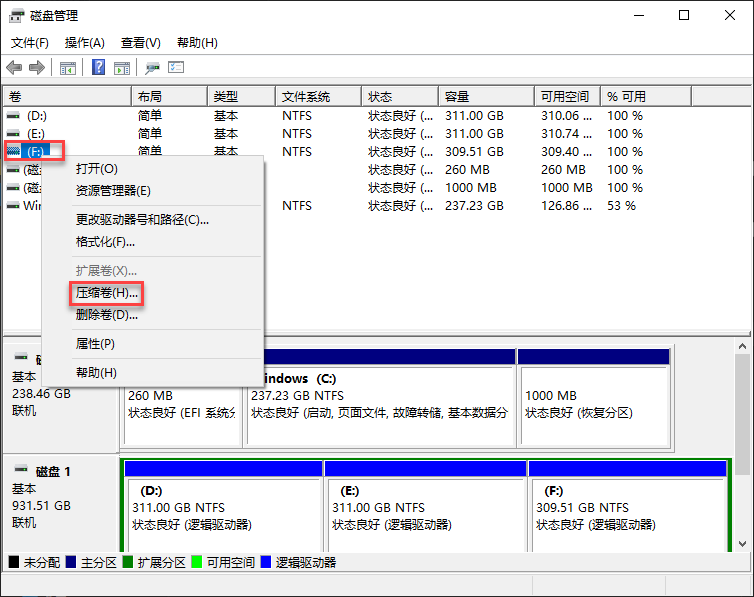 磁盘管理
文件(F) 操作(A) 查看(V) 帮助(H)
卷 布局 类型 文件系统 状态 容量 可用空间 % 可用
(D:) 简单 基本 NTFS 状态良好 (... 311.00 GB 310.06 ... 100 %
(E:) 简单 基本 NTFS 状态良好 (... 311.00 GB 310.74 ... 100 %
(F:) 简单 基本 NTFS 状态良好 (... 309.51 GB 309.40 ... 100 %
状态良好 (... 260 MB 260 MB 100 %
状态良好 (... 1000 MB 1000 MB 100 %
Win NTFS 状态良好 (... 237.23 GB 126.86 ... 53 %
打开(O)
资源管理器(E)
更改驱动器号和路径(C)...
格式化(F)...
扩展卷(X)...
压缩卷(H)...
删除卷(D)...
属性(P)
帮助(H)
基本
238.46 GB
联机
260 MB
状态良好 (EFI 系统分
indows (C:)
237.23 GB NTFS
状态良好 (启动, 页面文件, 故障转储, 基本数据分
1000 MB
状态良好 (恢复分区)
磁盘 1
基本
931.51 GB
联机
(D:)
311.00 GB NTFS
状态良好 (逻辑驱动器)
(E:)
311.00 GB NTFS
状态良好 (逻辑驱动器)
(F:)
309.51 GB NTFS
状态良好 (逻辑驱动器)
未分配 主分区 扩展分区 可用空间 逻辑驱动器